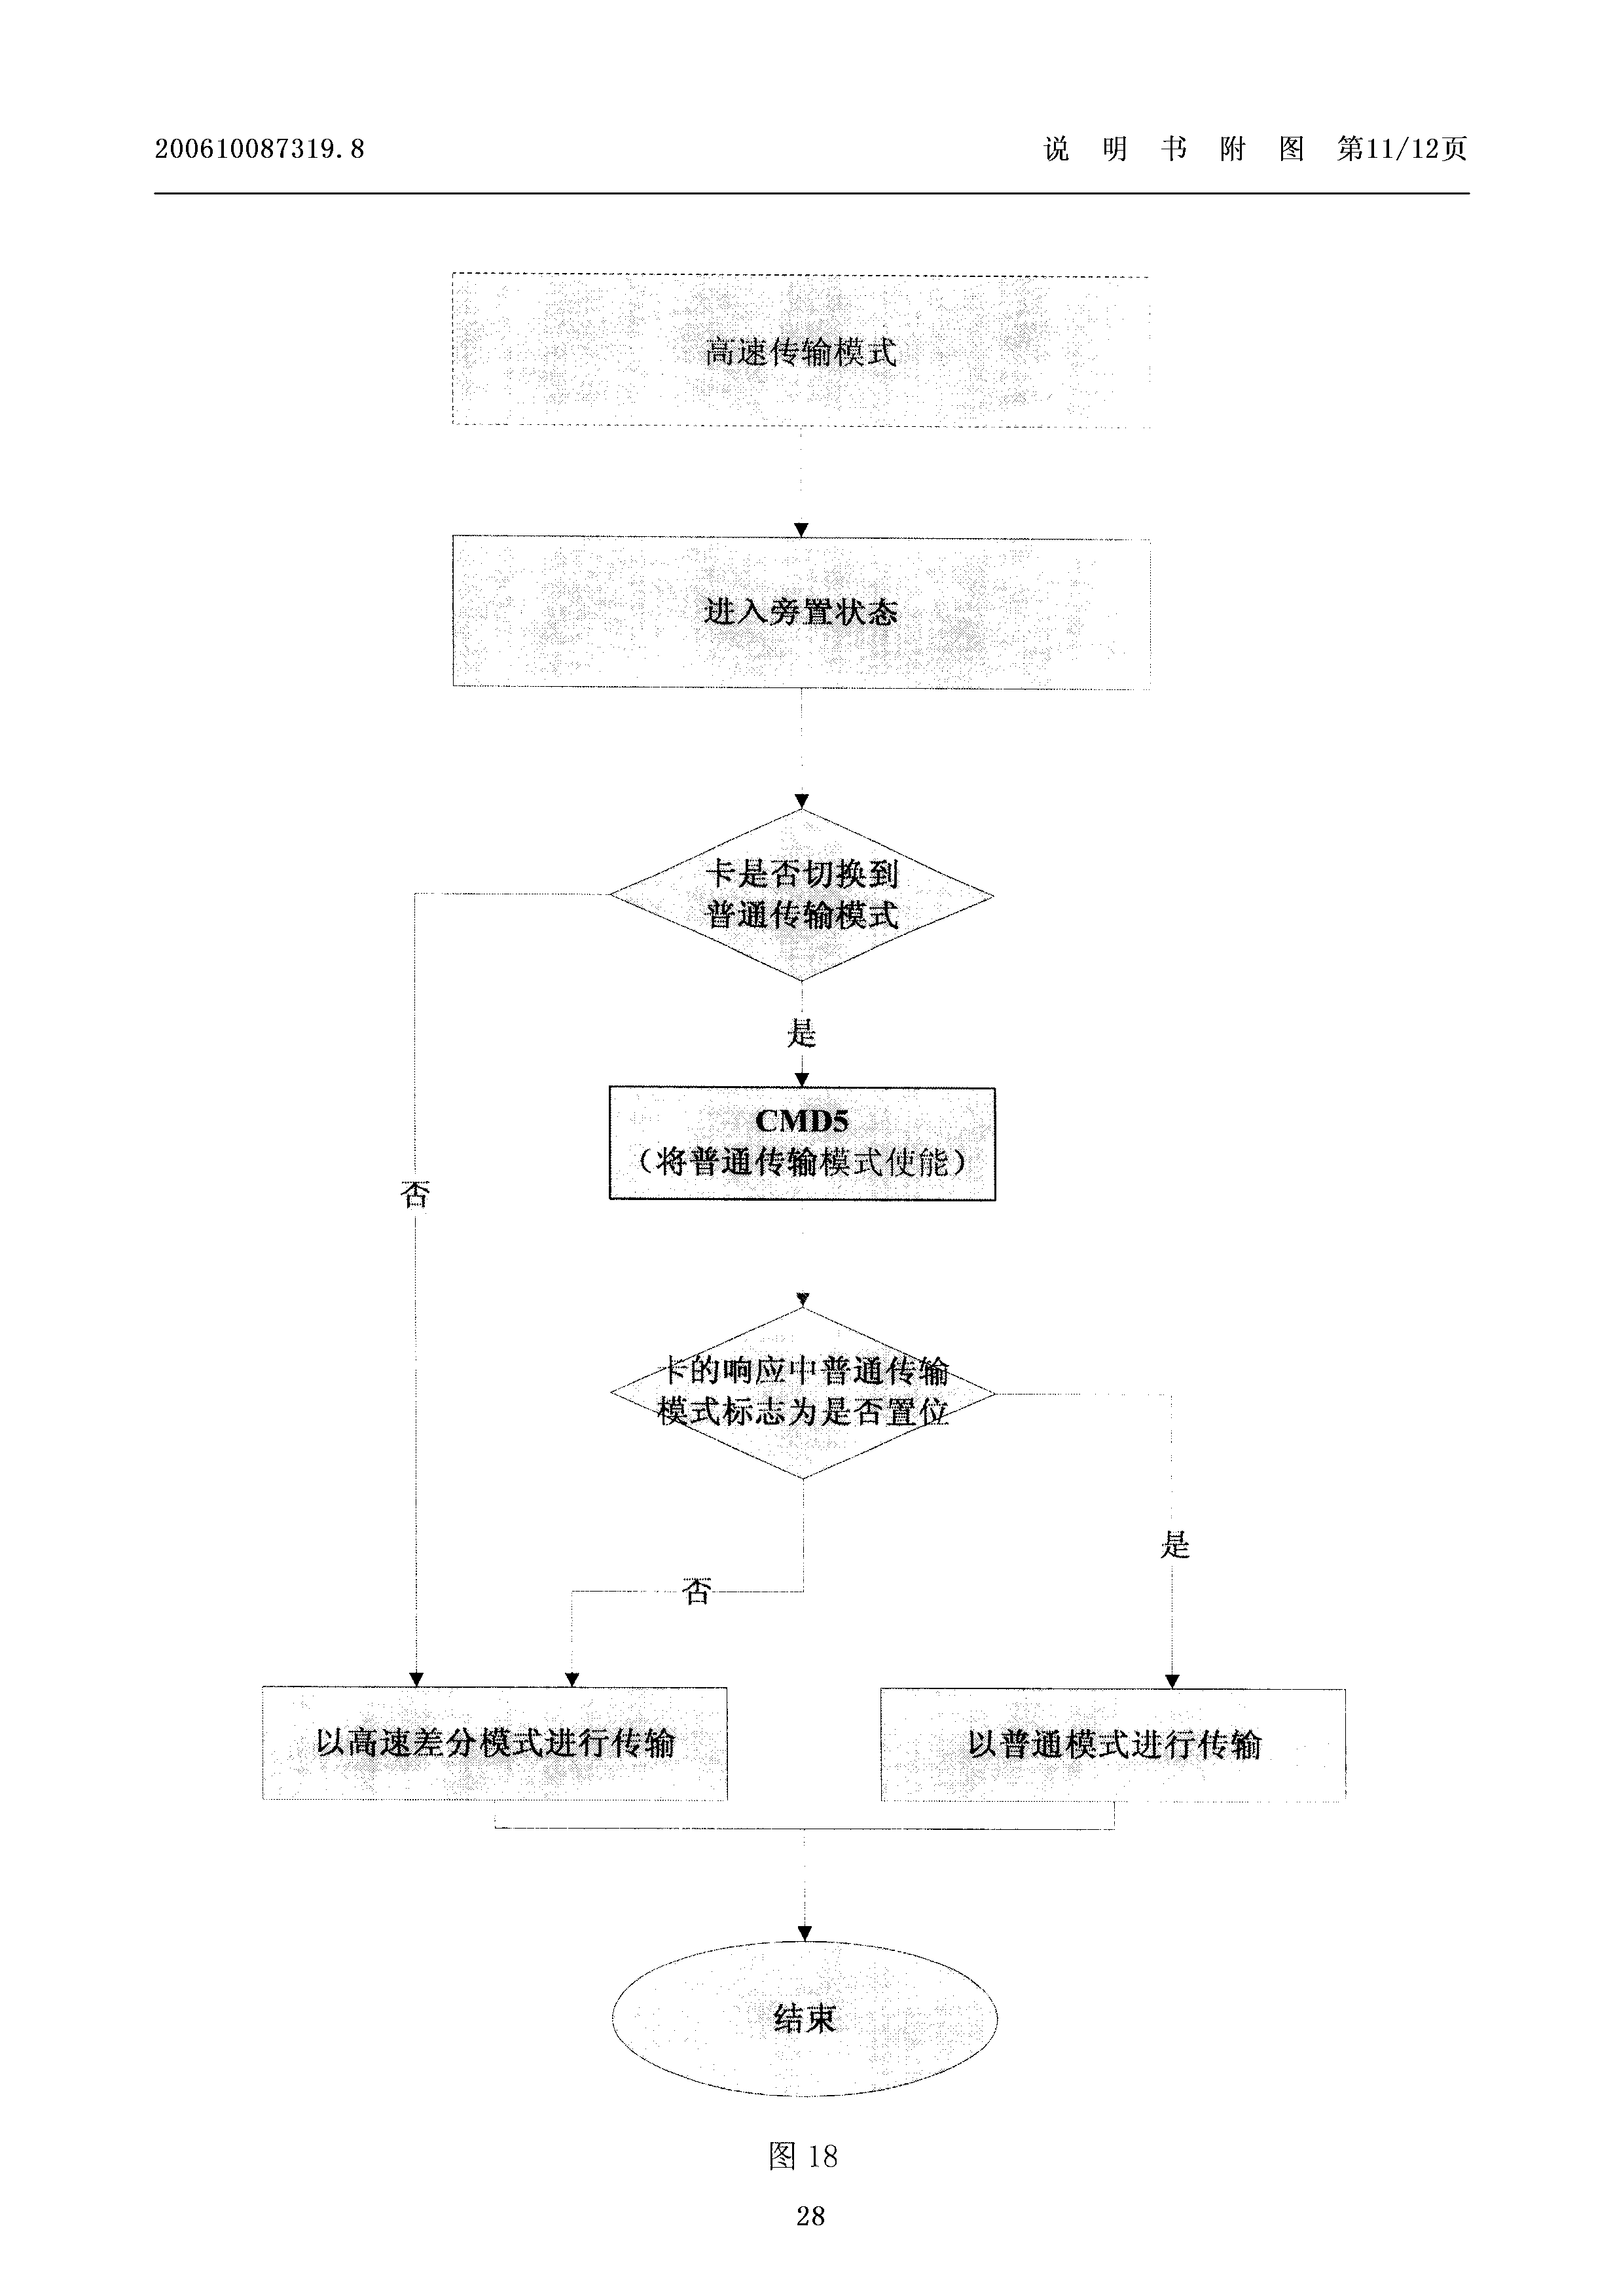 200610087319.8
说 明 书 附 图 第11/12页
高速传输模式
进入旁置状态
卡是否切换到
普通传输模式
是
CMD5
（将普通传输模式使能）
否
卡的响应中普通传输
模式标志为是否置位
是
否
以高速差分模式进行传输
以普通模式进行传输
结束
图 18
28